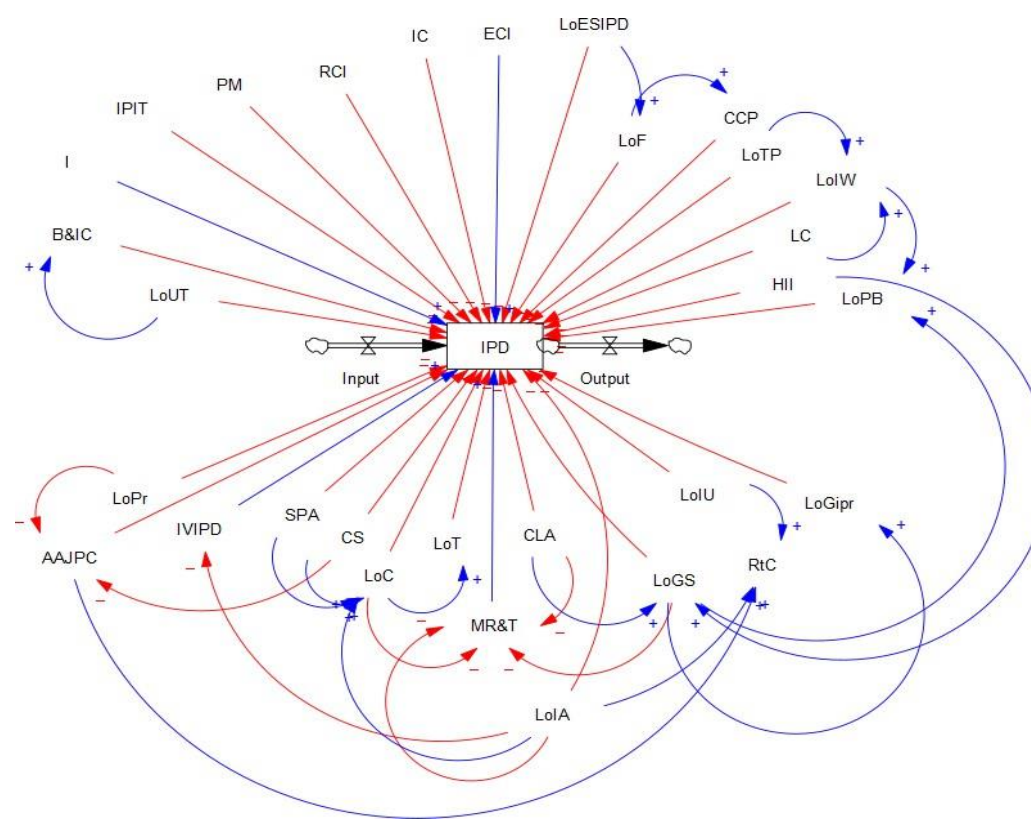 LoESIPD
IC
ECI
RCI
PM
IPIT
CCP
LoF
LoTP
I
LoIW
B&IC
LC
HII
LoUT
LoPB
IPD
Input
Output
LoPr
LoIU
LoGipr
SPA
IVIPD
CS
LoT
CLA
AAJPC
LoC
LoGS
RtC
MR&T
LoIA